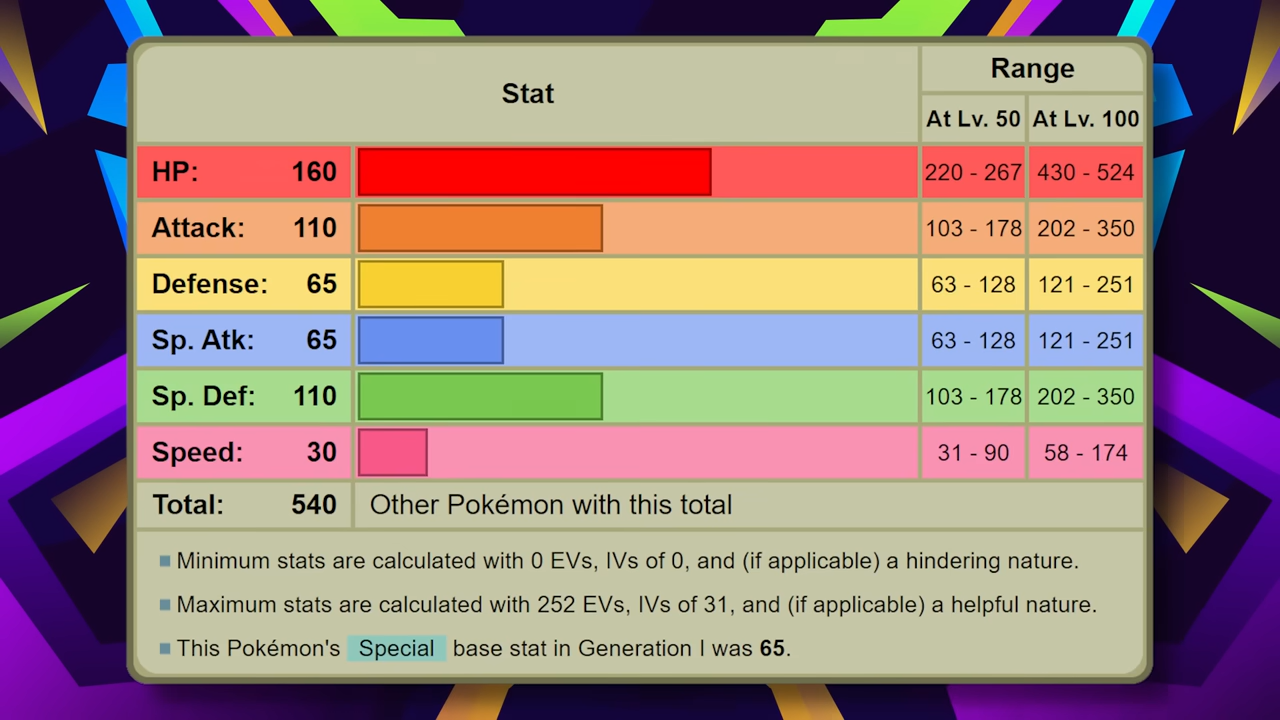 Stat Range
At Lv. 50 At Lv. 100
HP: 160 220 - 267 430 - 524
Attack: 110 103 - 178 202 - 350
Defense: 65 63 - 128 121 - 251
Sp. Atk: 65 63 - 128 121 - 251
Sp. Def: 110 103 - 178 202 - 350
Speed: 30 31 - 90 58 - 174
Total: 540 Other Pokémon with this total
Minimum stats are calculated with 0 EVs, IVs of 0, and (if applicable) a hindering nature.
Maximum stats are calculated with 252 EVs, IVs of 31, and (if applicable) a helpful nature.
This Pokémon's Special base stat in Generation I was 65.